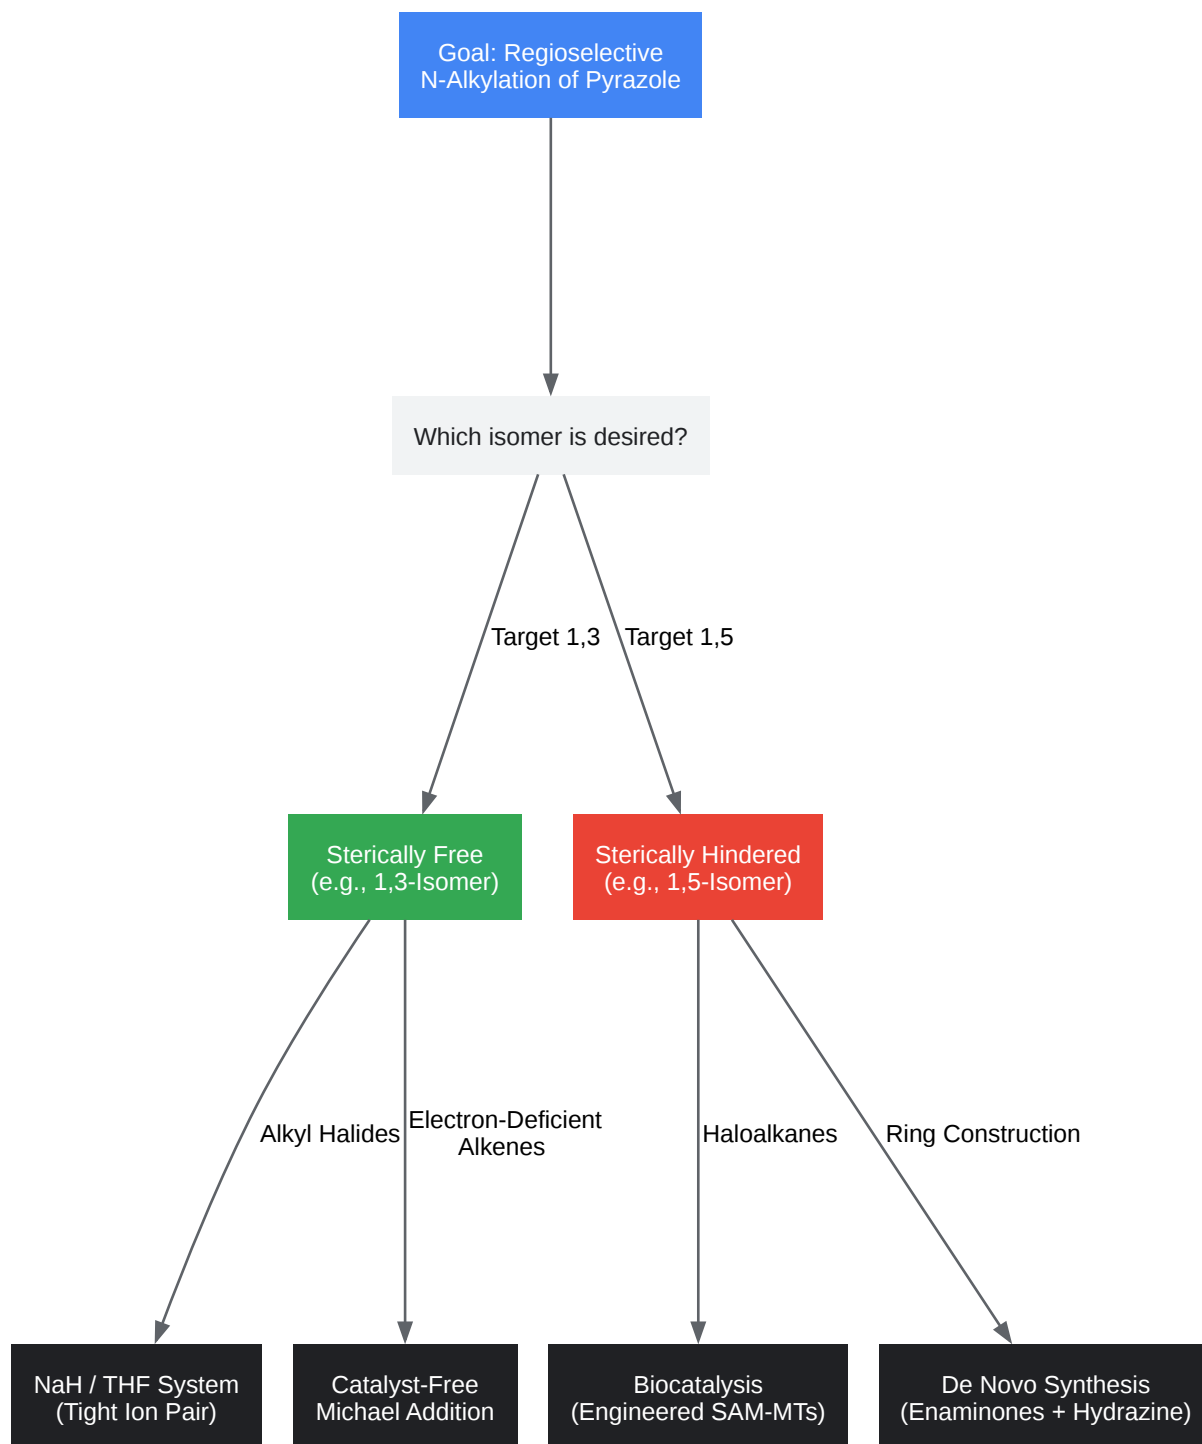 Goal: Regioselective
N-Alkylation of Pyrazole
Which isomer is desired?
Target 1,3
Target 1,5
Sterically Free
(e.g., 1,3-Isomer)
Sterically Hindered
(e.g., 1,5-Isomer)
Alkyl Halides
Electron-Deficient
Alkenes
Haloalkanes
Ring Construction
NaH / THF System
(Tight Ion Pair)
Catalyst-Free
Michael Addition
Biocatalysis
(Engineered SAM-MTs)
De Novo Synthesis
(Enaminones + Hydrazine)